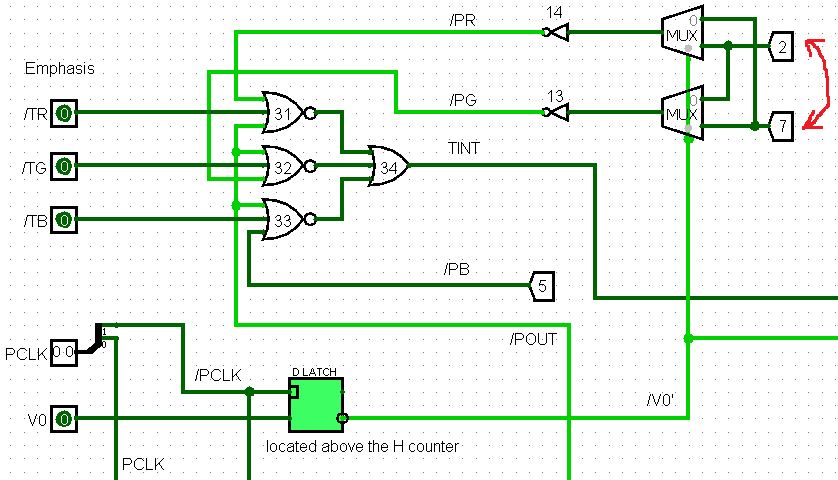 /PR
14
0
MUX
2
Emphasis
/PG
13
0
MUX
7
/TR 0
31
/TG 0
32
34
TINT
/TB 0
33
/PB
5
PCLK 0 0
1
0
/POUT
/PCLK
D LATCH
V0 0
/V0'
located above the H counter
PCLK